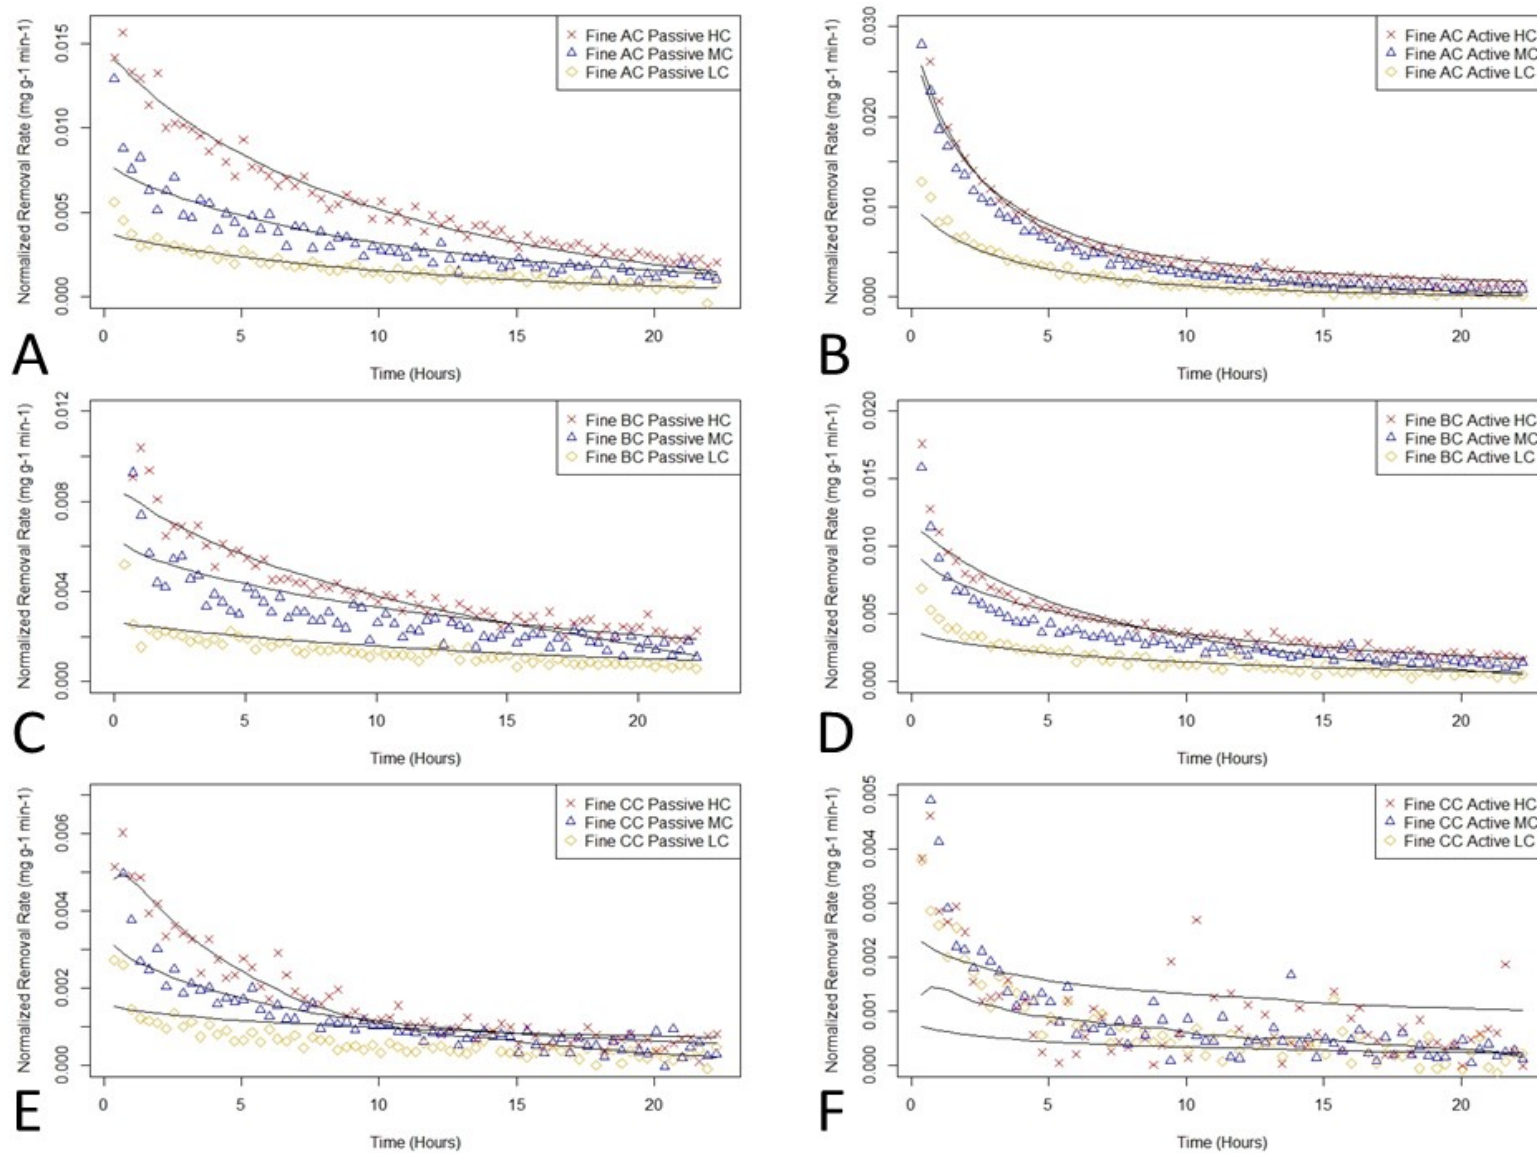 Fine AC Passive HC
Fine AC Passive MC
Fine AC Passive LC
Normalized Removal Rate (mg g-1 min-1)
0.015
0.010
0.005
0.000
0 5 10 15 20
Time (Hours)
A
Fine AC Active HC
Fine AC Active MC
Fine AC Active LC
Normalized Removal Rate (mg g-1 min-1)
0.030
0.020
0.010
0.000
0 5 10 15 20
Time (Hours)
B
Fine BC Passive HC
Fine BC Passive MC
Fine BC Passive LC
Normalized Removal Rate (mg g-1 min-1)
0.012
0.008
0.004
0.000
0 5 10 15 20
Time (Hours)
C
Fine BC Active HC
Fine BC Active MC
Fine BC Active LC
Normalized Removal Rate (mg g-1 min-1)
0.020
0.015
0.010
0.005
0.000
0 5 10 15 20
Time (Hours)
D
Fine CC Passive HC
Fine CC Passive MC
Fine CC Passive LC
Normalized Removal Rate (mg g-1 min-1)
0.006
0.004
0.002
0.000
0 5 10 15 20
Time (Hours)
E
Fine CC Active HC
Fine CC Active MC
Fine CC Active LC
Normalized Removal Rate (mg g-1 min-1)
0.005
0.004
0.003
0.002
0.001
0.000
0 5 10 15 20
Time (Hours)
F